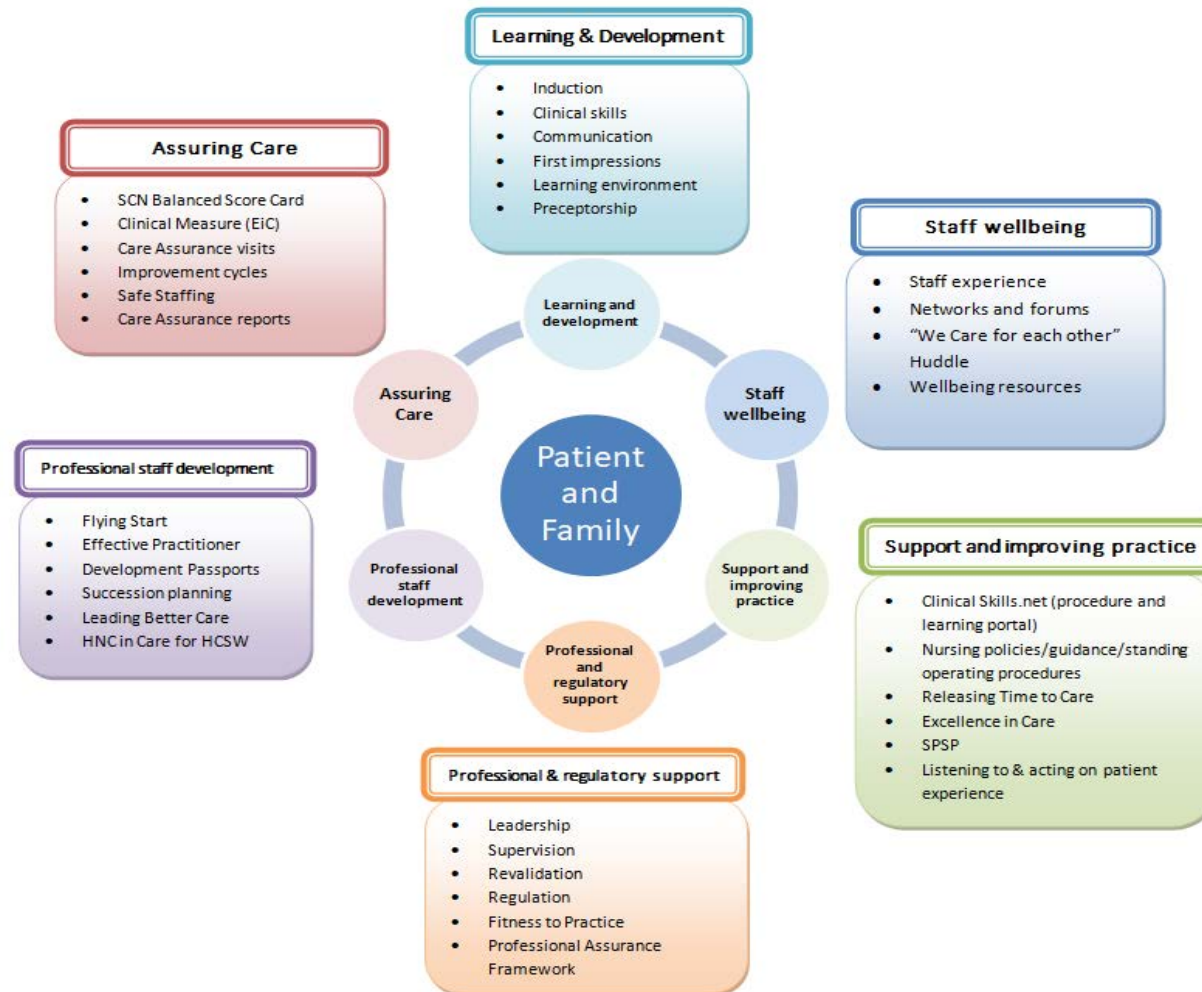 Learning & Development
• Induction
• Clinical skills
• Communication
• First impressions
• Learning environment
• Preceptorship
Assuring Care
• SCN Balanced Score Card
• Clinical Measure (EiC)
• Care Assurance visits
• Improvement cycles
• Safe Staffing
• Care Assurance reports
Staff wellbeing
• Staff experience
• Networks and forums
• “We Care for each other”
Huddle
• Wellbeing resources
Learning and
development
Assuring
Care
Staff
wellbeing
Patient
and
Family
Professional
staff
development
Support and
improving
practice
Professional
and
regulatory
support
Professional staff development
• Flying Start
• Effective Practitioner
• Development Passports
• Succession planning
• Leading Better Care
• HNC in Care for HCSW
Support and improving practice
• Clinical Skills.net (procedure and
learning portal)
• Nursing policies/guidance/standing
operating procedures
• Releasing Time to Care
• Excellence in Care
• SPSP
• Listening to & acting on patient
experience
Professional & regulatory support
• Leadership
• Supervision
• Revalidation
• Regulation
• Fitness to Practice
• Professional Assurance
Framework